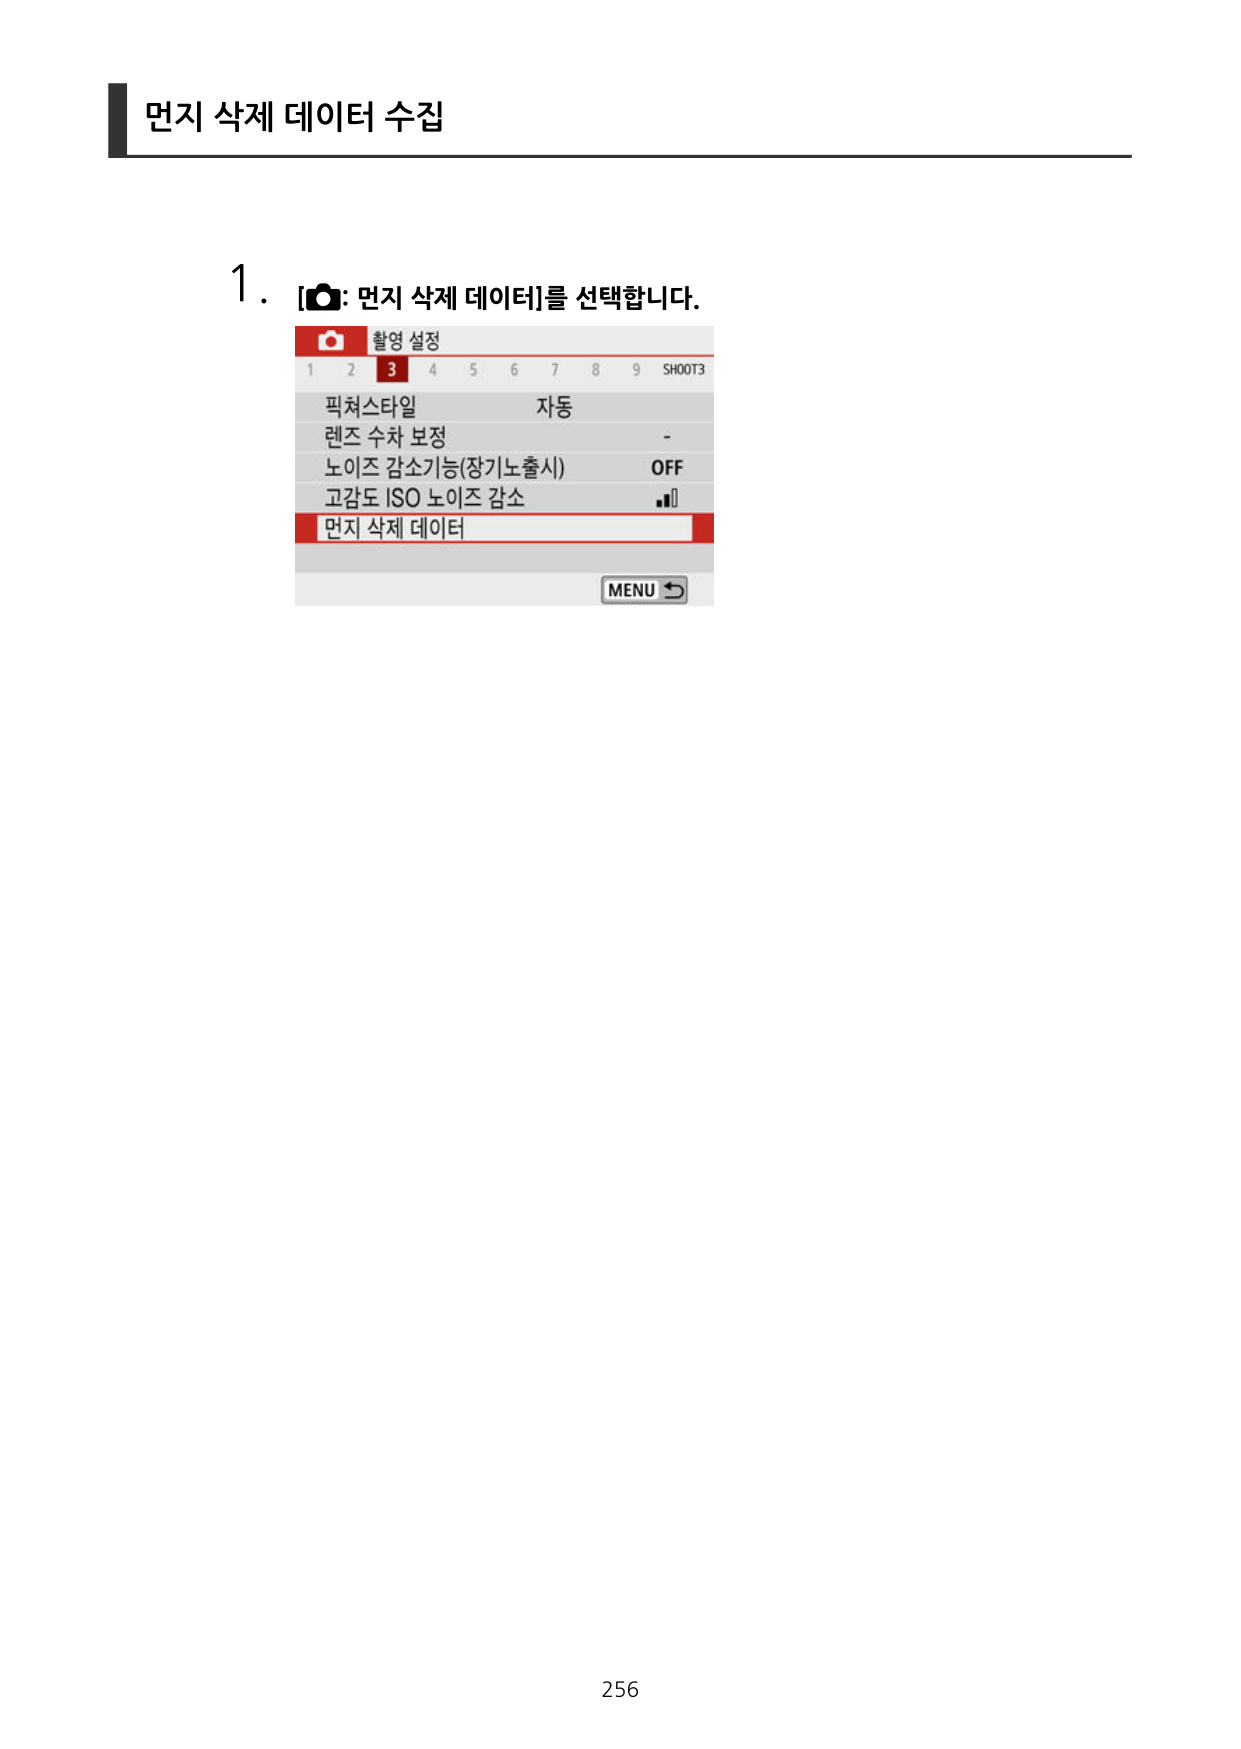 먼지 삭제 데이터 수집
1. [📷: 먼지 삭제 데이터]를 선택합니다.
촬영 설정
1 2 3 4 5 6 7 8 9 SHOOT3
픽쳐스타일 자동
렌즈 수차 보정 -
노이즈 감소기능(장기노출시) OFF
고감도 ISO 노이즈 감소
먼지 삭제 데이터
MENU
256